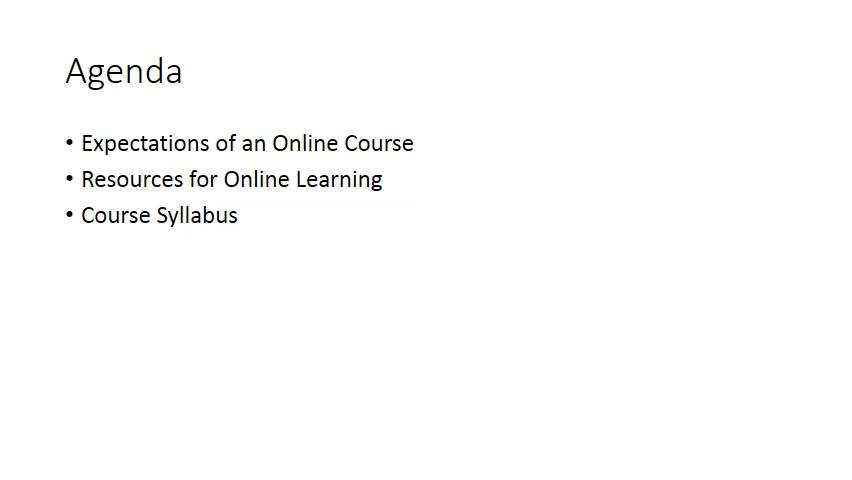 Agenda
• Expectations of an Online Course
• Resources for Online Learning
• Course Syllabus